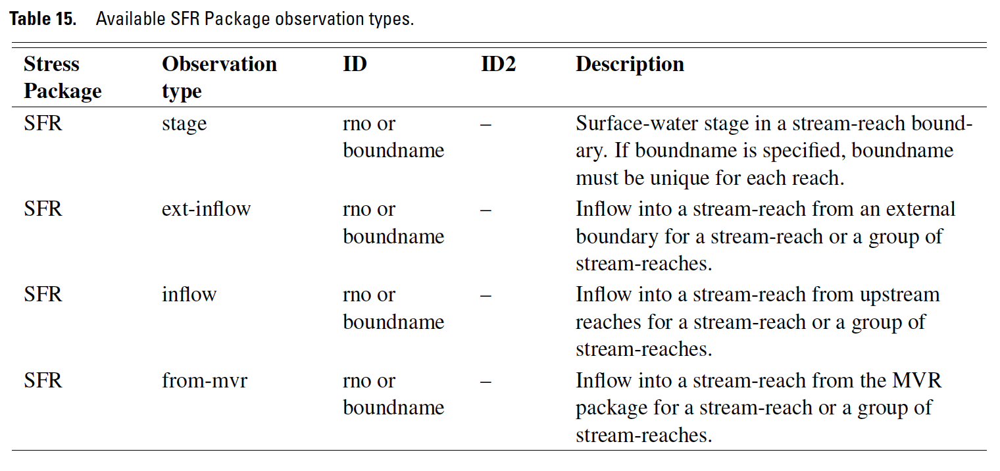 Table 15. Available SFR Package observation types.
Stress Package Observation type ID ID2 Description
SFR stage rno or boundname – Surface-water stage in a stream-reach bound-
ary. If boundname is specified, boundname
must be unique for each reach.
SFR ext-inflow rno or boundname – Inflow into a stream-reach from an external
boundary for a stream-reach or a group of
stream-reaches.
SFR inflow rno or boundname – Inflow into a stream-reach from upstream
reaches for a stream-reach or a group of
stream-reaches.
SFR from-mvr rno or boundname – Inflow into a stream-reach from the MVR
package for a stream-reach or a group of
stream-reaches.